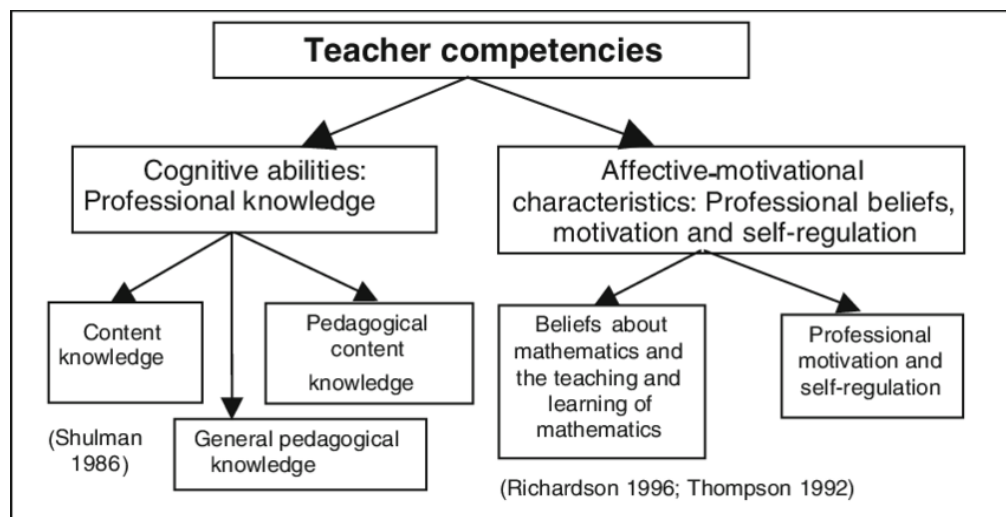 Teacher competencies
Cognitive abilities:
Professional knowledge
Affective-motivational
characteristics: Professional beliefs,
motivation and self-regulation
Content
knowledge
Pedagogical
content
knowledge
General pedagogical
knowledge
(Shulman
1986)
Beliefs about
mathematics and
the teaching and
learning of
mathematics
Professional
motivation and
self-regulation
(Richardson 1996; Thompson 1992)